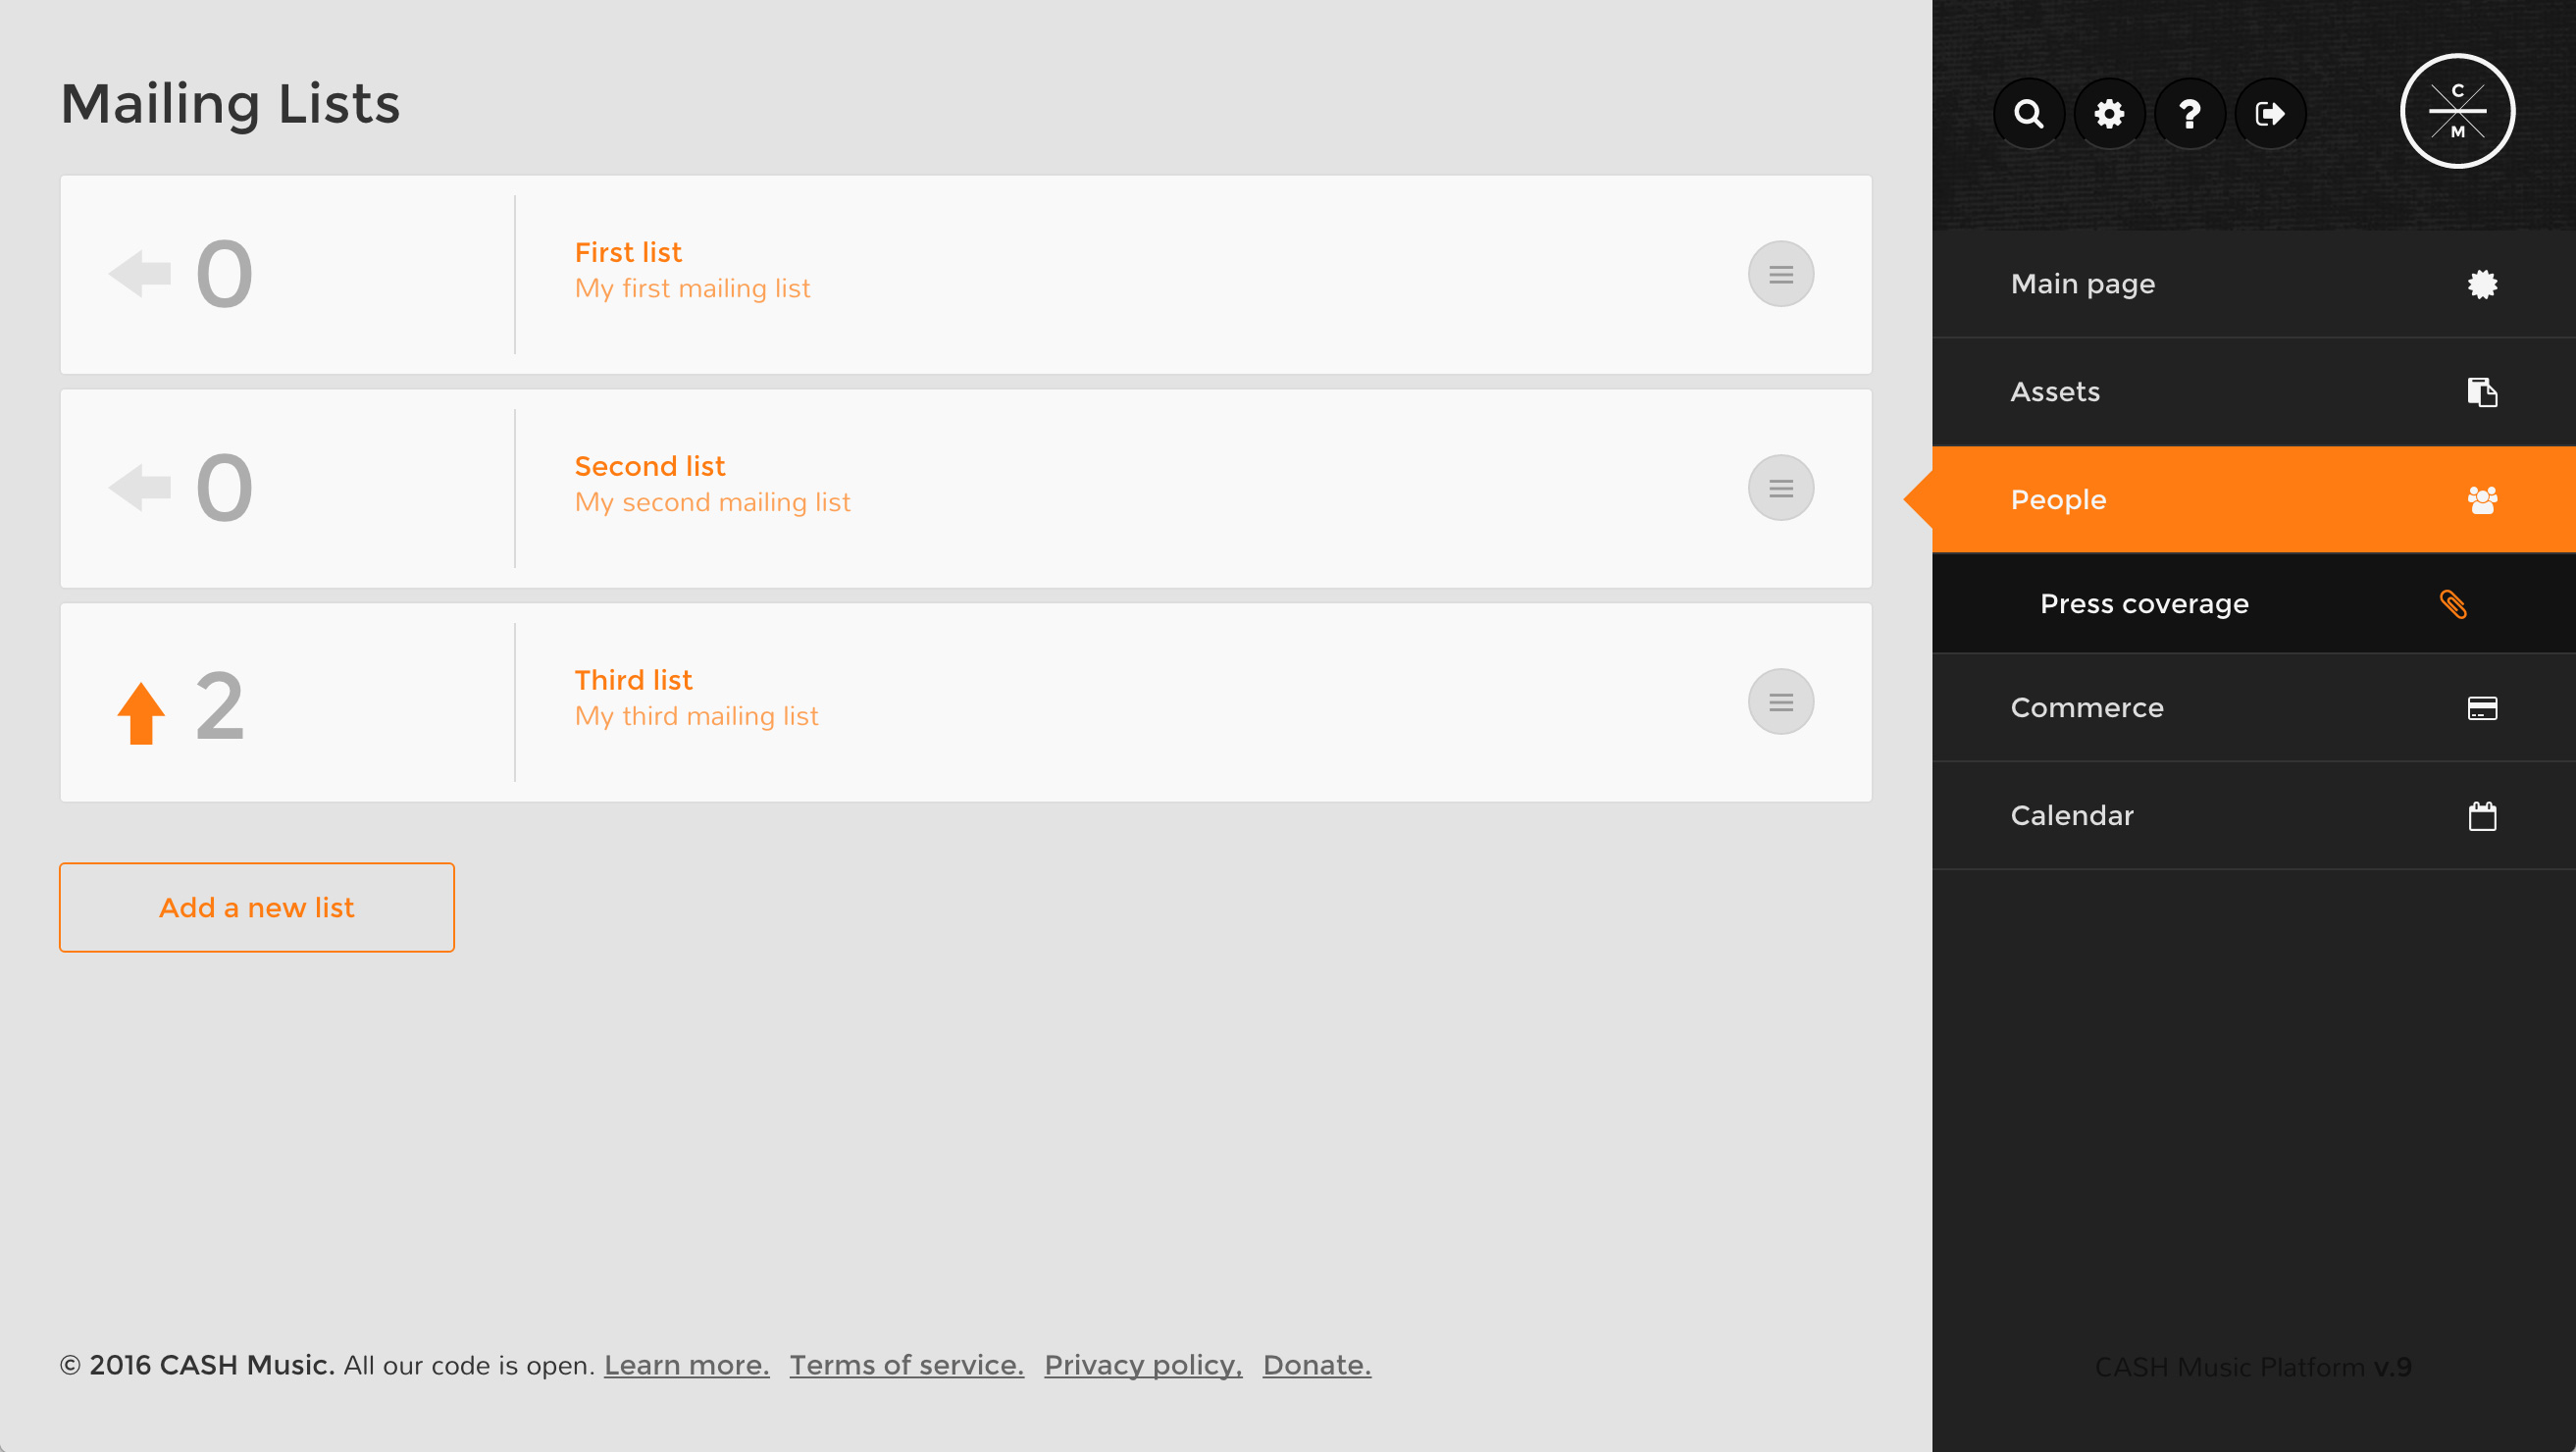 Mailing Lists
0
First list
My first mailing list
0
Second list
My second mailing list
2
Third list
My third mailing list
Add a new list
© 2016 CASH Music. All our code is open. Learn more. Terms of service. Privacy policy, Donate.
?
C
M
Main page
Assets
People
Press coverage
Commerce
Calendar
CASH Music Platform v.9